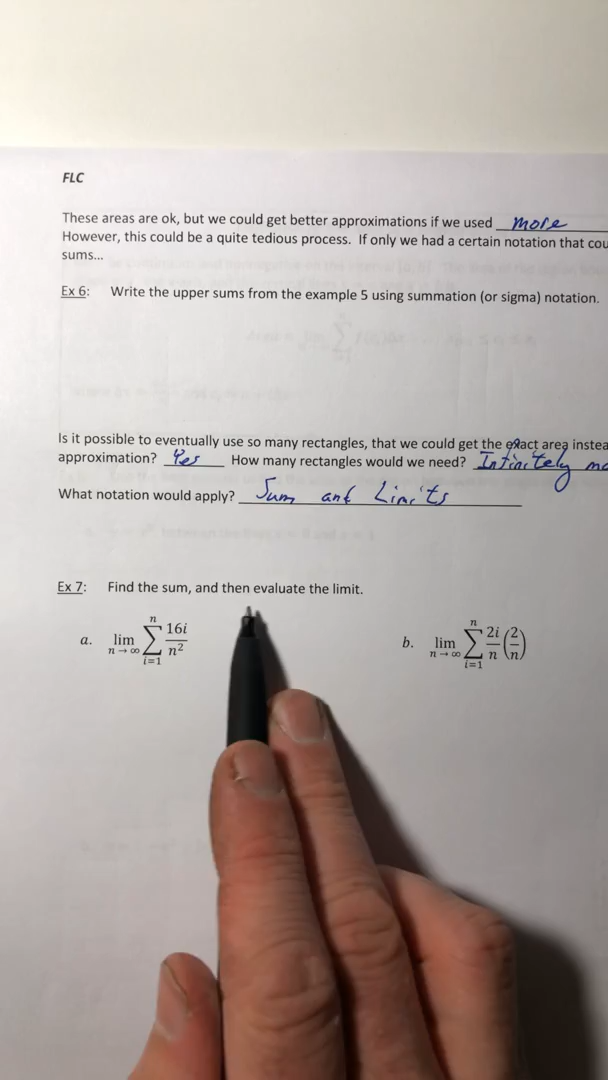 FLC
These areas are ok, but we could get better approximations if we used more
However, this could be a quite tedious process. If only we had a certain notation that cou
sums...
Ex 6: Write the upper sums from the example 5 using summation (or sigma) notation.
Is it possible to eventually use so many rectangles, that we could get the exact area instea
approximation? Yes How many rectangles would we need? Infinitely ma
What notation would apply? Sum and Limits
Ex 7: Find the sum, and then evaluate the limit.
a. lim n→∞ ∑ i=1 n 16i/n² b. lim n→∞ ∑ i=1 n 2i/n (2/n)